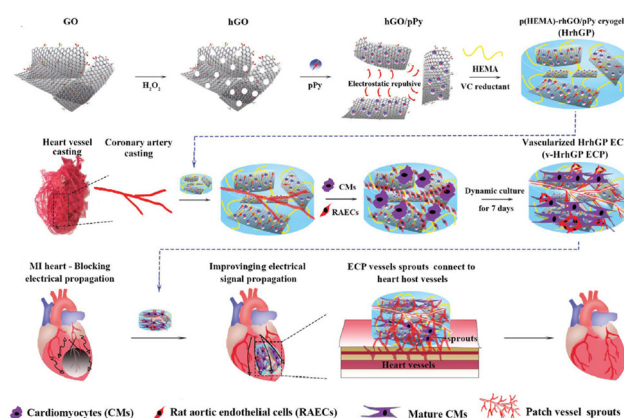 GO
hGO
hGO/pPy
p(HEMA)-rhGO/pPy cryogel
(HrhGP)
H₂O₂
pPy
Electrostatic repulsive
HEMA
VC reductant
Heart vessel
casting
Coronary artery
casting
CMs
RAECs
Dynamic culture
for 7 days
Vascularized HrhGP ECP
(v-HrhGP ECP)
MI heart - Blocking
electrical propagation
Improvinging electrical
signal propagation
ECP vessels sprouts connect to
heart host vessels
sprouts
Heart vessels
Cardiomyocytes (CMs)
Rat aortic endothelial cells (RAECs)
Mature CMs
Patch vessel sprouts